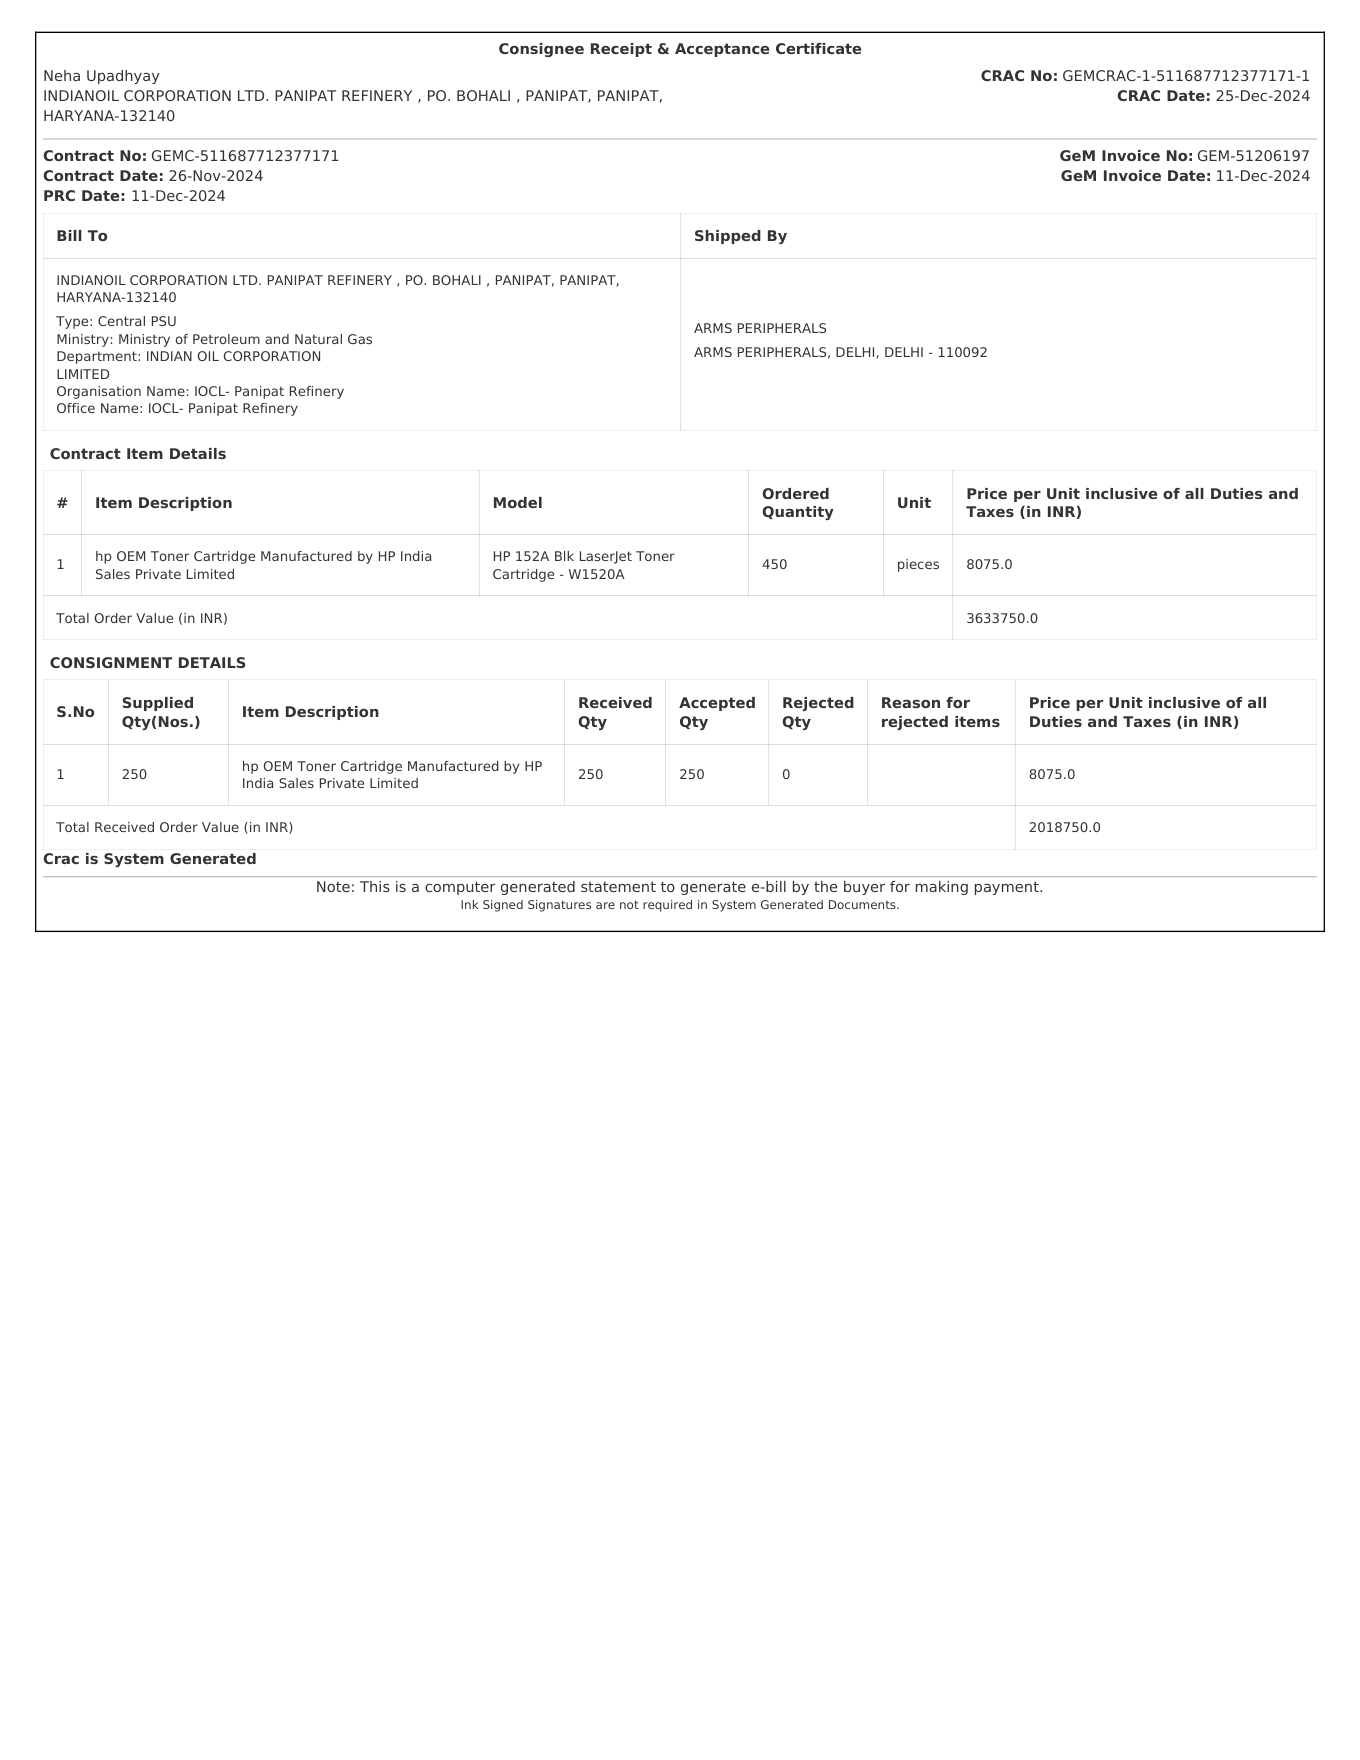 Consignee Receipt & Acceptance Certificate
Neha Upadhyay
INDIANOIL CORPORATION LTD. PANIPAT REFINERY , PO. BOHALI , PANIPAT, PANIPAT,
HARYANA-132140
CRAC No: GEMCRAC-1-511687712377171-1
CRAC Date: 25-Dec-2024
Contract No: GEMC-511687712377171
Contract Date: 26-Nov-2024
PRC Date: 11-Dec-2024
GeM Invoice No: GEM-51206197
GeM Invoice Date: 11-Dec-2024
Bill To
Shipped By
INDIANOIL CORPORATION LTD. PANIPAT REFINERY , PO. BOHALI , PANIPAT, PANIPAT,
HARYANA-132140
Type: Central PSU
Ministry: Ministry of Petroleum and Natural Gas
Department: INDIAN OIL CORPORATION
LIMITED
Organisation Name: IOCL- Panipat Refinery
Office Name: IOCL- Panipat Refinery
ARMS PERIPHERALS
ARMS PERIPHERALS, DELHI, DELHI - 110092
Contract Item Details
# Item Description Model Ordered Quantity Unit Price per Unit inclusive of all Duties and Taxes (in INR)
1 hp OEM Toner Cartridge Manufactured by HP India Sales Private Limited HP 152A Blk LaserJet Toner Cartridge - W1520A 450 pieces 8075.0
Total Order Value (in INR) 3633750.0
CONSIGNMENT DETAILS
S.No Supplied Qty(Nos.) Item Description Received Qty Accepted Qty Rejected Qty Reason for rejected items Price per Unit inclusive of all Duties and Taxes (in INR)
1 250 hp OEM Toner Cartridge Manufactured by HP India Sales Private Limited 250 250 0 8075.0
Total Received Order Value (in INR) 2018750.0
Crac is System Generated
Note: This is a computer generated statement to generate e-bill by the buyer for making payment.
Ink Signed Signatures are not required in System Generated Documents.